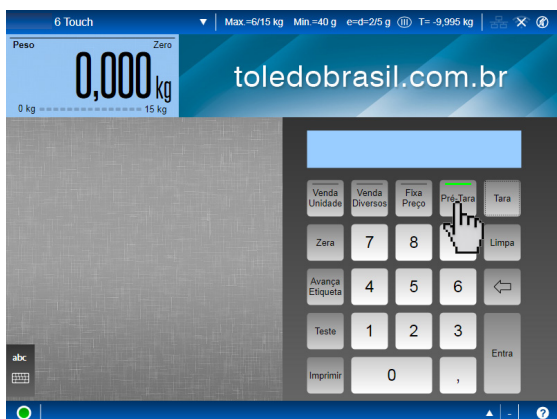 6 Touch ▼ Max.=6/15 kg Min.=40 g e=d=2/5 g (III) T= -9,995 kg
Peso Zero
0,000 kg
0 kg 15 kg
toledobrasil.com.br
Venda Unidade
Venda Diversos
Fixa Preço
Pré-Tara
Tara
Zera 7 8 Limpa
Avança Etiqueta
4 5 6
Teste 1 2 3
Entra
Imprimir 0 ,
abc
▲ - ?